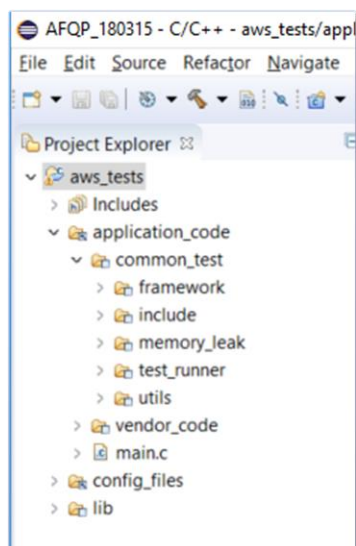 AFQP_180315 - C/C++ - aws_tests/appl
File Edit Source Refactor Navigate
Project Explorer
aws_tests
Includes
application_code
common_test
framework
include
memory_leak
test_runner
utils
vendor_code
main.c
config_files
lib